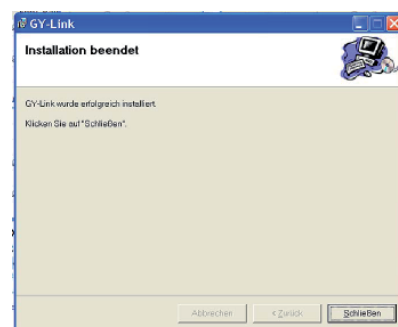 GY-Link
Installation beendet
GY-Link wurde erfolgreich installiert.
Klicken Sie auf "Schließen".
Abbrechen
< Zurück
Schließen